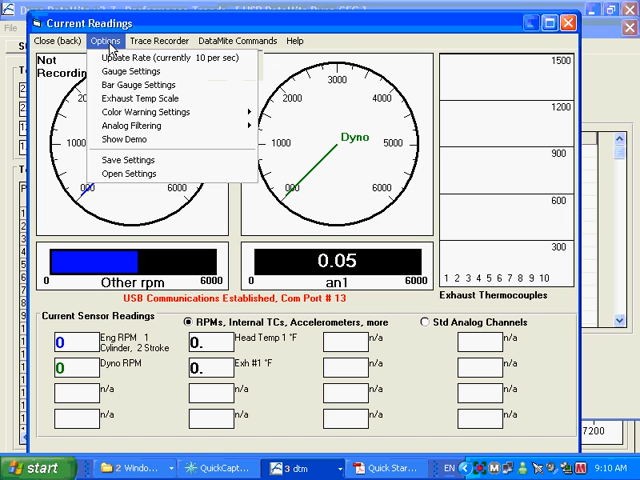 Current Readings
File
Close (back) Options Trace Recorder DataMite Commands Help
Update Rate (currently 10 per sec)
Gauge Settings
Bar Gauge Settings
Exhaust Temp Scale
Color Warning Settings
Analog Filtering
Show Demo
Save Settings
Open Settings
Not
Recording
5000
6000
3000
2000
4000
1000
Dyno
5000
000
6000
1500
1200
900
600
300
1 2 3 4 5 6 7 8 9 10
Exhaust Thermocouples
0 Other rpm 6000
0.05
0 an1 6000
USB Communications Established, Com Port # 13
Current Sensor Readings
RPMs, Internal TCs, Accelerometers, more
Std Analog Channels
0 Eng RPM 1
Cylinder, 2 Stroke
0. Head Temp 1 °F
n/a
n/a
0 Dyno RPM
0. Exh #1 °F
n/a
n/a
n/a
n/a
n/a
n/a
n/a
n/a
n/a
n/a
7200
start
2 Window...
QuickCapt...
3 dtm
Quick Star...
EN
9:10 AM